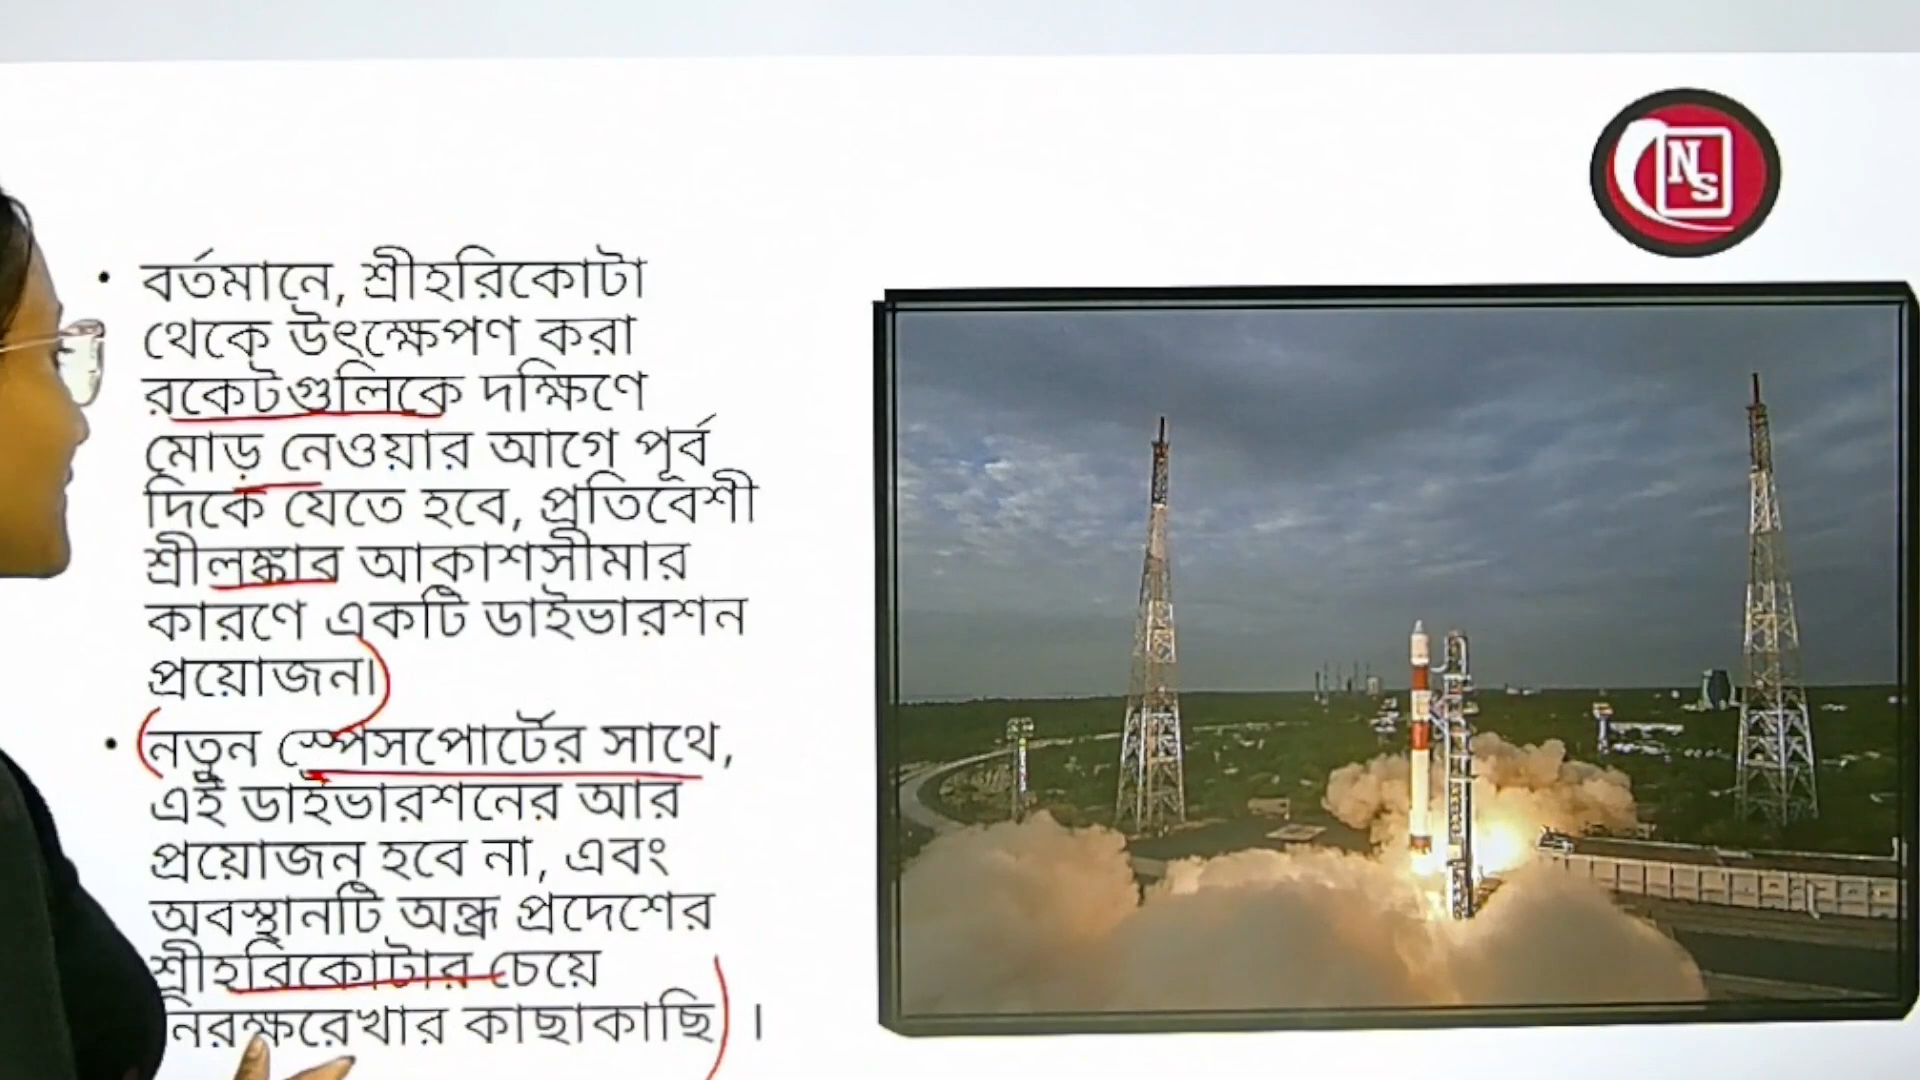 NS
• বর্তমানে, শ্রীহরিকোটা
থেকে উৎক্ষেপণ করা
রকেটগুলিকে দক্ষিণে
মোড় নেওয়ার আগে পূর্ব
দিকে যেতে হবে, প্রতিবেশী
শ্রীলঙ্কার আকাশসীমার
কারণে একটি ডাইভারশন
প্রয়োজন।
• নতুন স্পেসপোর্টের সাথে,
এই ডাইভারশনের আর
প্রয়োজন হবে না, এবং
অবস্থানটি অন্ধ্র প্রদেশের
শ্রীহরিকোটার চেয়ে
নিরক্ষরেখার কাছাকাছি ।